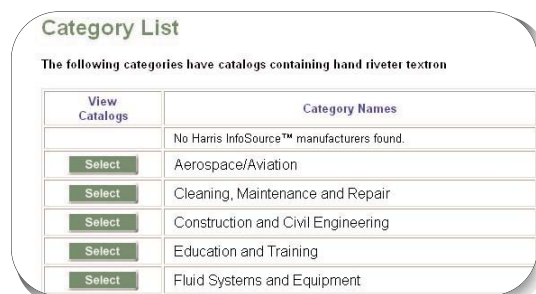 Category List
The following categories have catalogs containing hand riveter textron
View Catalogs Category Names
No Harris InfoSource™ manufacturers found.
Select Aerospace/Aviation
Select Cleaning, Maintenance and Repair
Select Construction and Civil Engineering
Select Education and Training
Select Fluid Systems and Equipment